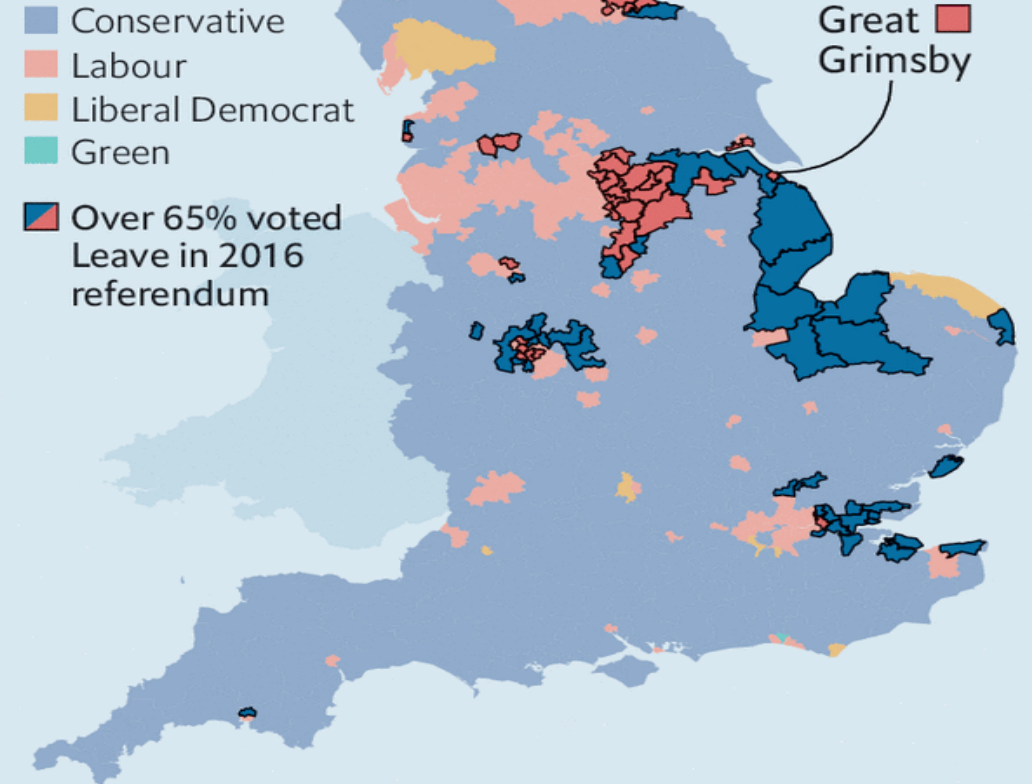 Conservative
Labour
Liberal Democrat
Green
Over 65% voted
Leave in 2016
referendum
Great
Grimsby